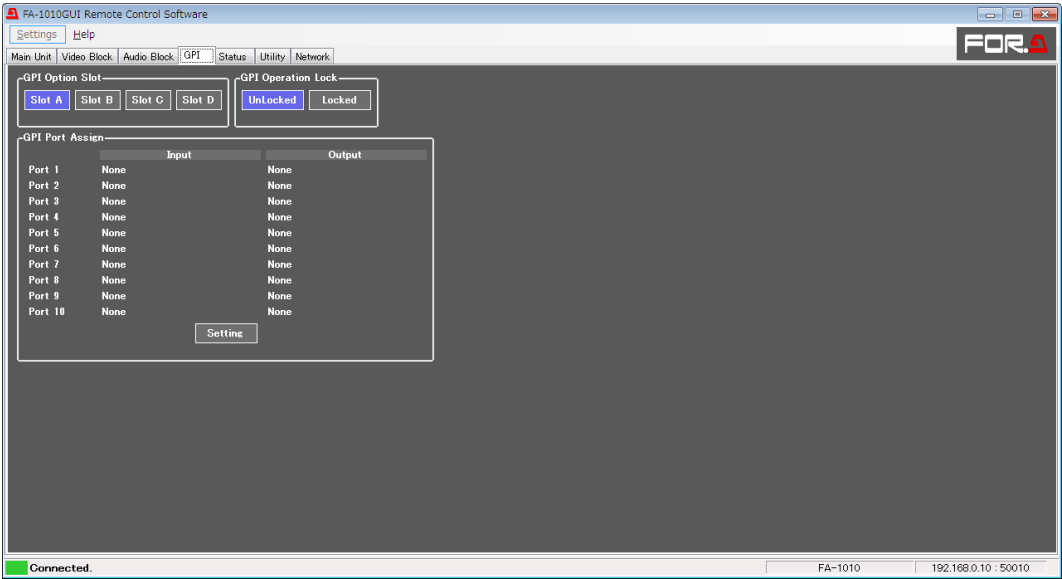 FA-1010GUI Remote Control Software
Settings Help
FOR.A
Main Unit Video Block Audio Block GPI Status Utility Network
GPI Option Slot GPI Operation Lock
Slot A Slot B Slot C Slot D UnLocked Locked
GPI Port Assign
Input Output
Port 1 None None
Port 2 None None
Port 3 None None
Port 4 None None
Port 5 None None
Port 6 None None
Port 7 None None
Port 8 None None
Port 9 None None
Port 10 None None
Setting
Connected. FA-1010 192.168.0.10 : 50010